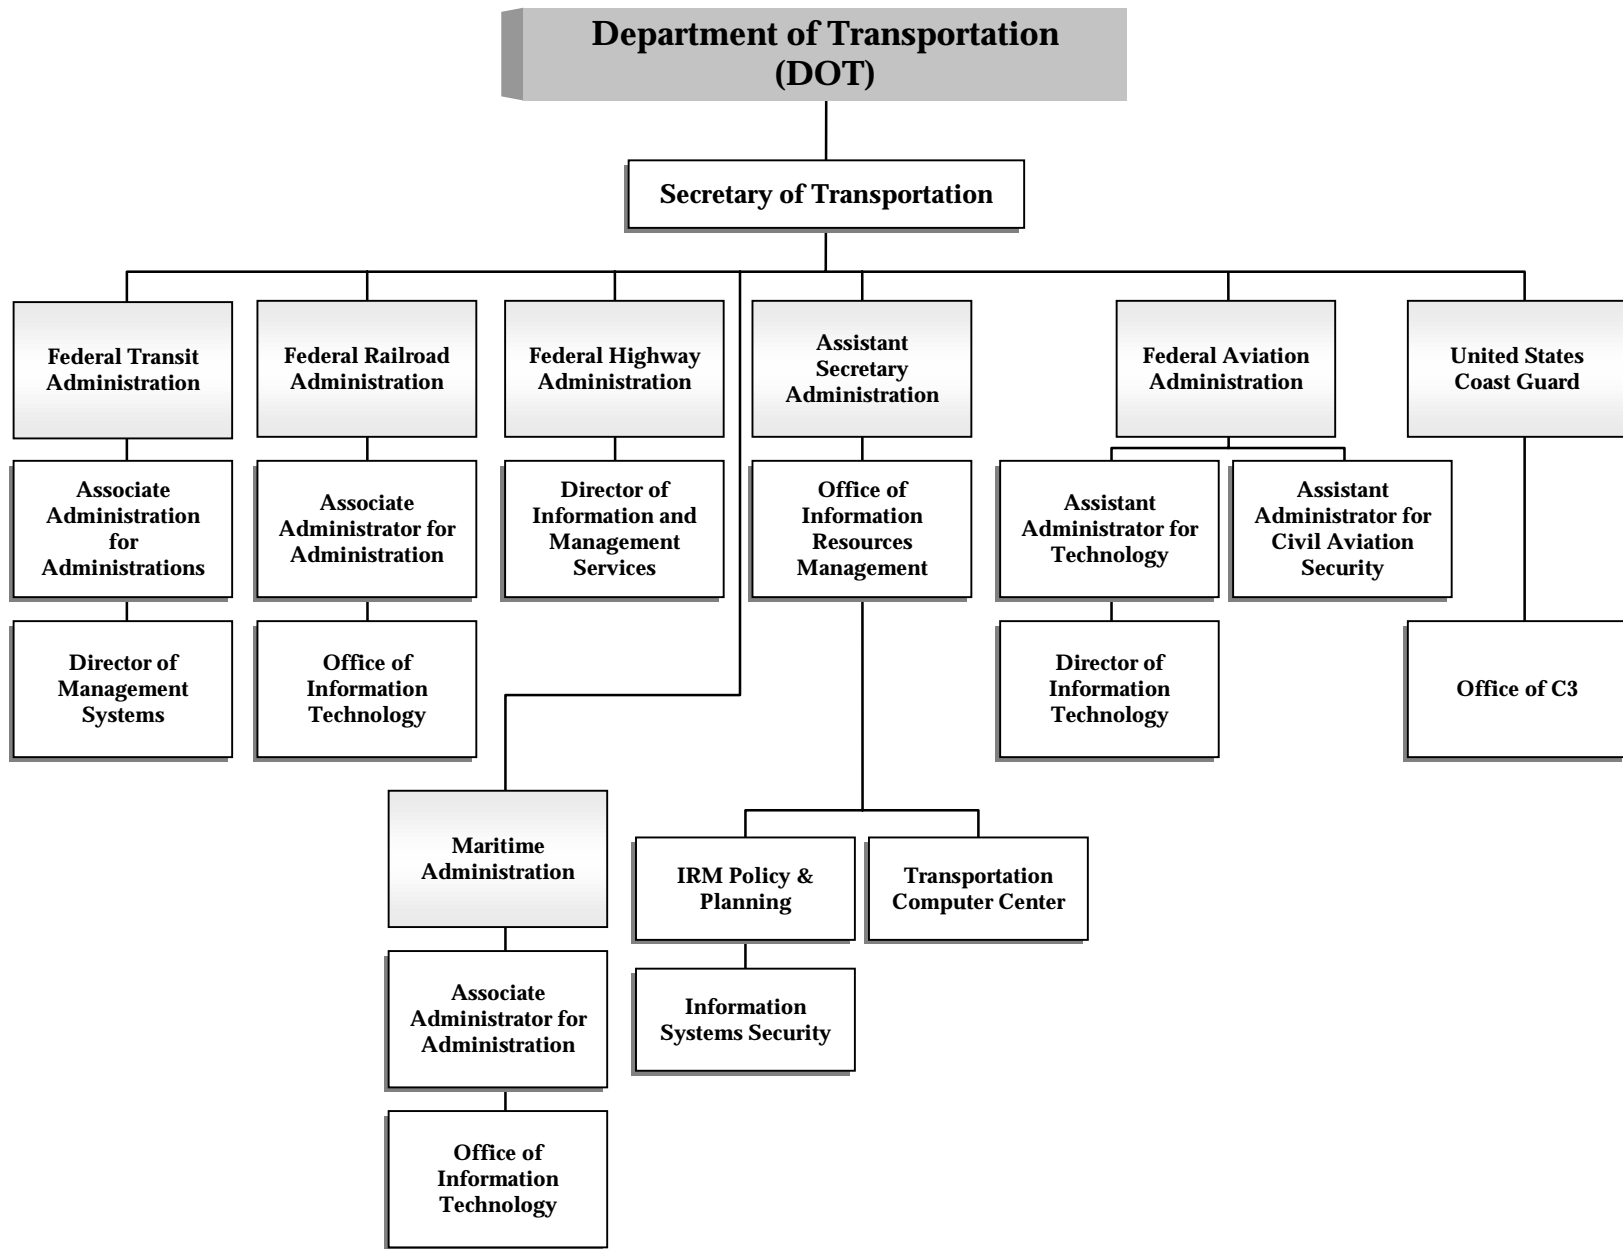 Department of Transportation
(DOT)
Secretary of Transportation
Federal Transit
Administration
Federal Railroad
Administration
Federal Highway
Administration
Assistant
Secretary
Administration
Federal Aviation
Administration
United States
Coast Guard
Associate
Administration
for
Administrations
Associate
Administrator for
Administration
Director of
Information and
Management
Services
Office of
Information
Resources
Management
Assistant
Administrator for
Technology
Assistant
Administrator for
Civil Aviation
Security
Director of
Management
Systems
Office of
Information
Technology
Director of
Information
Technology
Office of C3
Maritime
Administration
IRM Policy &
Planning
Transportation
Computer Center
Associate
Administrator for
Administration
Information
Systems Security
Office of
Information
Technology